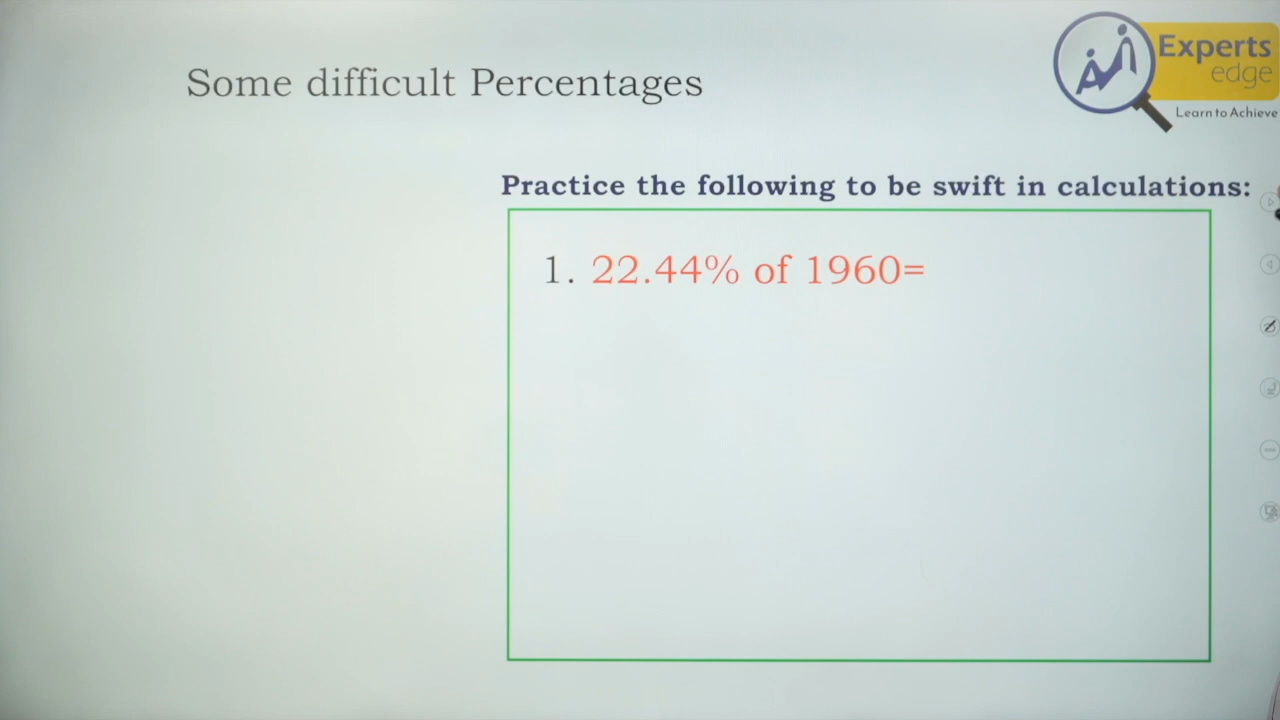 Some difficult Percentages
Experts
edge
Learn to Achieve
Practice the following to be swift in calculations:
1. 22.44% of 1960=